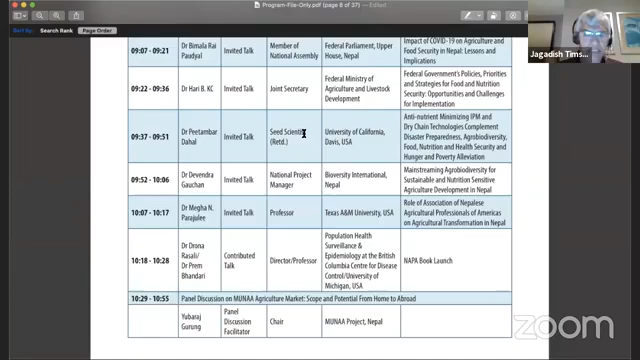 Program-File-Only.pdf (page 8 of 37) — Edited
Sort by: Search Rank Page Order
Jagadish Tims...
09:07 - 09:21 Dr Bimala Rai Paudyal Invited Talk Member of National Assembly Federal Parliament, Upper House, Nepal Impact of COVID-19 on Agriculture and Food Security in Nepal: Lessons and Implications
09:22 - 09:36 Dr Hari B. KC Invited Talk Joint Secretary Federal Ministry of Agriculture and Livestock Development Federal Government's Policies, Priorities and Strategies for Food and Nutrition Security: Opportunities and Challenges for Implementation
09:37 - 09:51 Dr Peetambar Dahal Invited Talk Seed Scientist (Retd.) University of California, Davis, USA Anti-nutrient Minimizing IPM and Dry Chain Technologies Complement Disaster Preparedness, Agrobiodiversity, Food, Nutrition and Health Security and Hunger and Poverty Alleviation
09:52 - 10:06 Dr Devendra Gauchan Invited Talk National Project Manager Bioversity International, Nepal Mainstreaming Agrobiodiversity for Sustainable and Nutrition Sensitive Agriculture Development in Nepal
10:07 - 10:17 Dr Megha N. Parajulee Invited Talk Professor Texas A&M University, USA Role of Association of Nepalese Agricultural Professionals of Americas on Agricultural Transformation in Nepal
10:18 - 10:28 Dr Drona Rasali/ Dr Prem Bhandari Contributed Talk Director/Professor Population Health Surveillance & Epidemiology at the British Columbia Centre for Disease Control/University of Michigan, USA NAPA Book Launch
10:29 - 10:55 Panel Discussion on MUNAA Agriculture Market: Scope and Potential From Home to Abroad
Yubaraj Gurung Panel Discussion Facilitator Chair MUNAA Project, Nepal
zoom